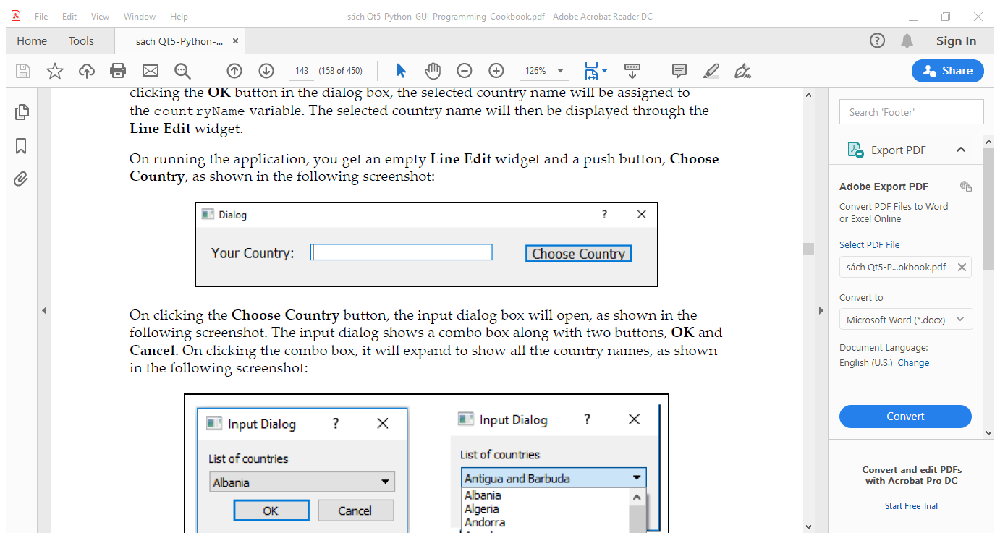 File Edit View Window Help
sách Qt5-Python-GUI-Programming-Cookbook.pdf - Adobe Acrobat Reader DC
Home Tools sách Qt5-Python-... × Sign In
143 (158 of 450) 126% Share
clicking the OK button in the dialog box, the selected country name will be assigned to
the countryName variable. The selected country name will then be displayed through the
Line Edit widget.
On running the application, you get an empty Line Edit widget and a push button, Choose
Country, as shown in the following screenshot:
Dialog ? ×
Your Country: Choose Country
On clicking the Choose Country button, the input dialog box will open, as shown in the
following screenshot. The input dialog shows a combo box along with two buttons, OK and
Cancel. On clicking the combo box, it will expand to show all the country names, as shown
in the following screenshot:
Input Dialog ? ×
List of countries
Albania
OK Cancel
Input Dialog ? ×
List of countries
Antigua and Barbuda
Albania
Algeria
Andorra
Search 'Footer'
Export PDF
Adobe Export PDF
Convert PDF Files to Word
or Excel Online
Select PDF File
sách Qt5-P...okbook.pdf ×
Convert to
Microsoft Word (*.docx)
Document Language:
English (U.S.) Change
Convert
Convert and edit PDFs
with Acrobat Pro DC
Start Free Trial